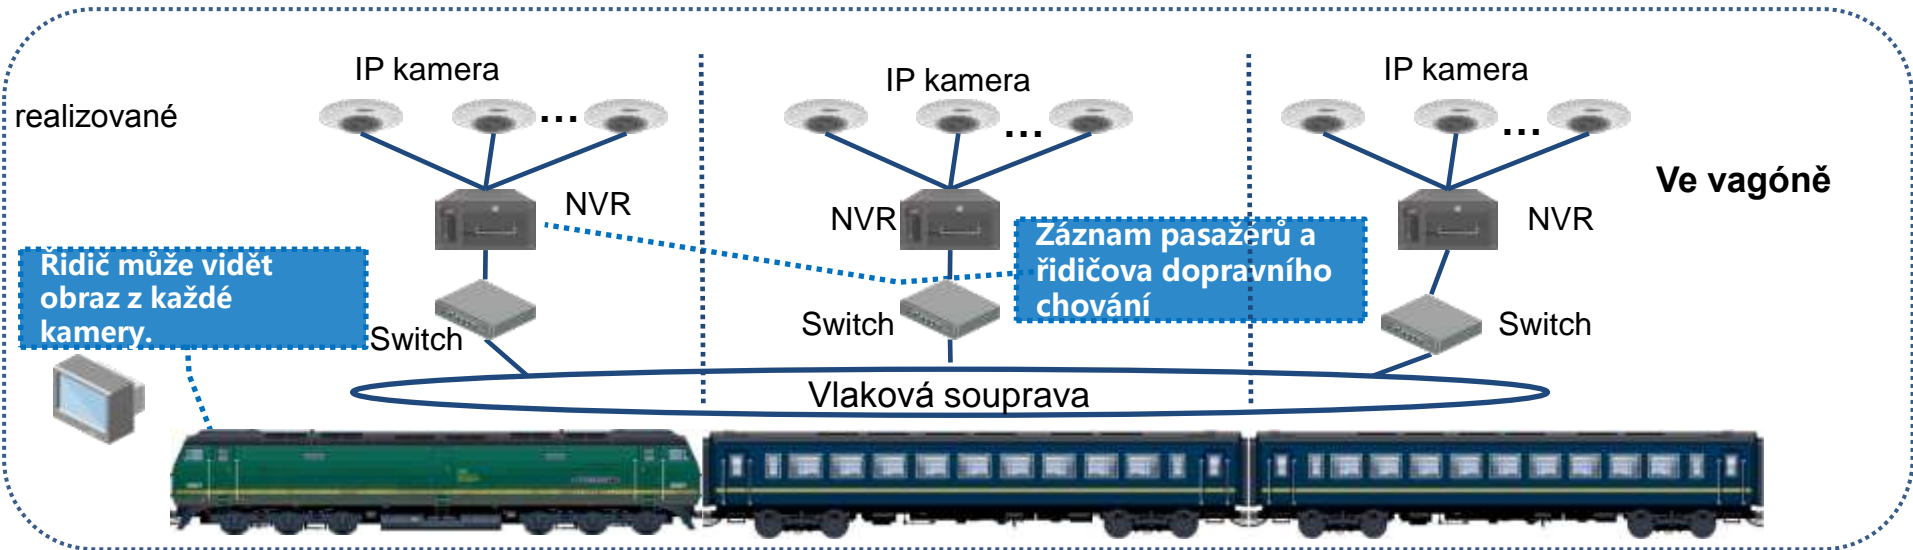 IP kamera
IP kamera
IP kamera
realizované
...
...
...
Ve vagóně
NVR
NVR
NVR
Řidič může vidět
obraz z každé
kamery.
Záznam pasažérů a
řidičova dopravního
chování
Switch
Switch
Switch
Vlaková souprava